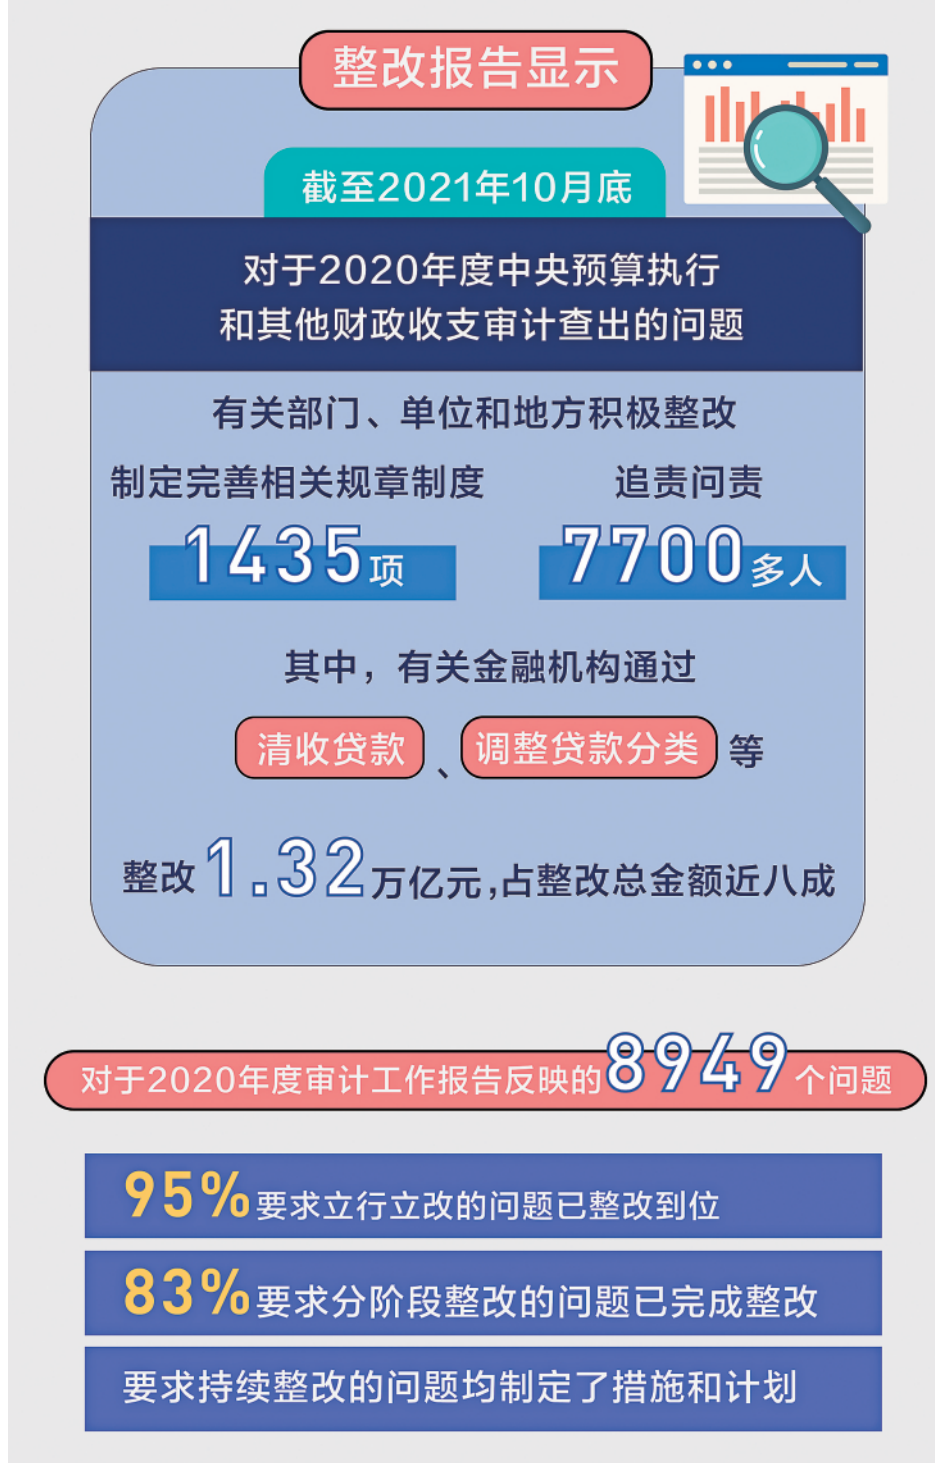 整改报告显示
截至2021年10月底
对于2020年度中央预算执行
和其他财政收支审计查出的问题
有关部门、单位和地方积极整改
制定完善相关规章制度
1435项
追责问责
7700多人
其中，有关金融机构通过
清收贷款、调整贷款分类等
整改1.32万亿元,占整改总金额近八成
对于2020年度审计工作报告反映的8949个问题
95%要求立行立改的问题已整改到位
83%要求分阶段整改的问题已完成整改
要求持续整改的问题均制定了措施和计划